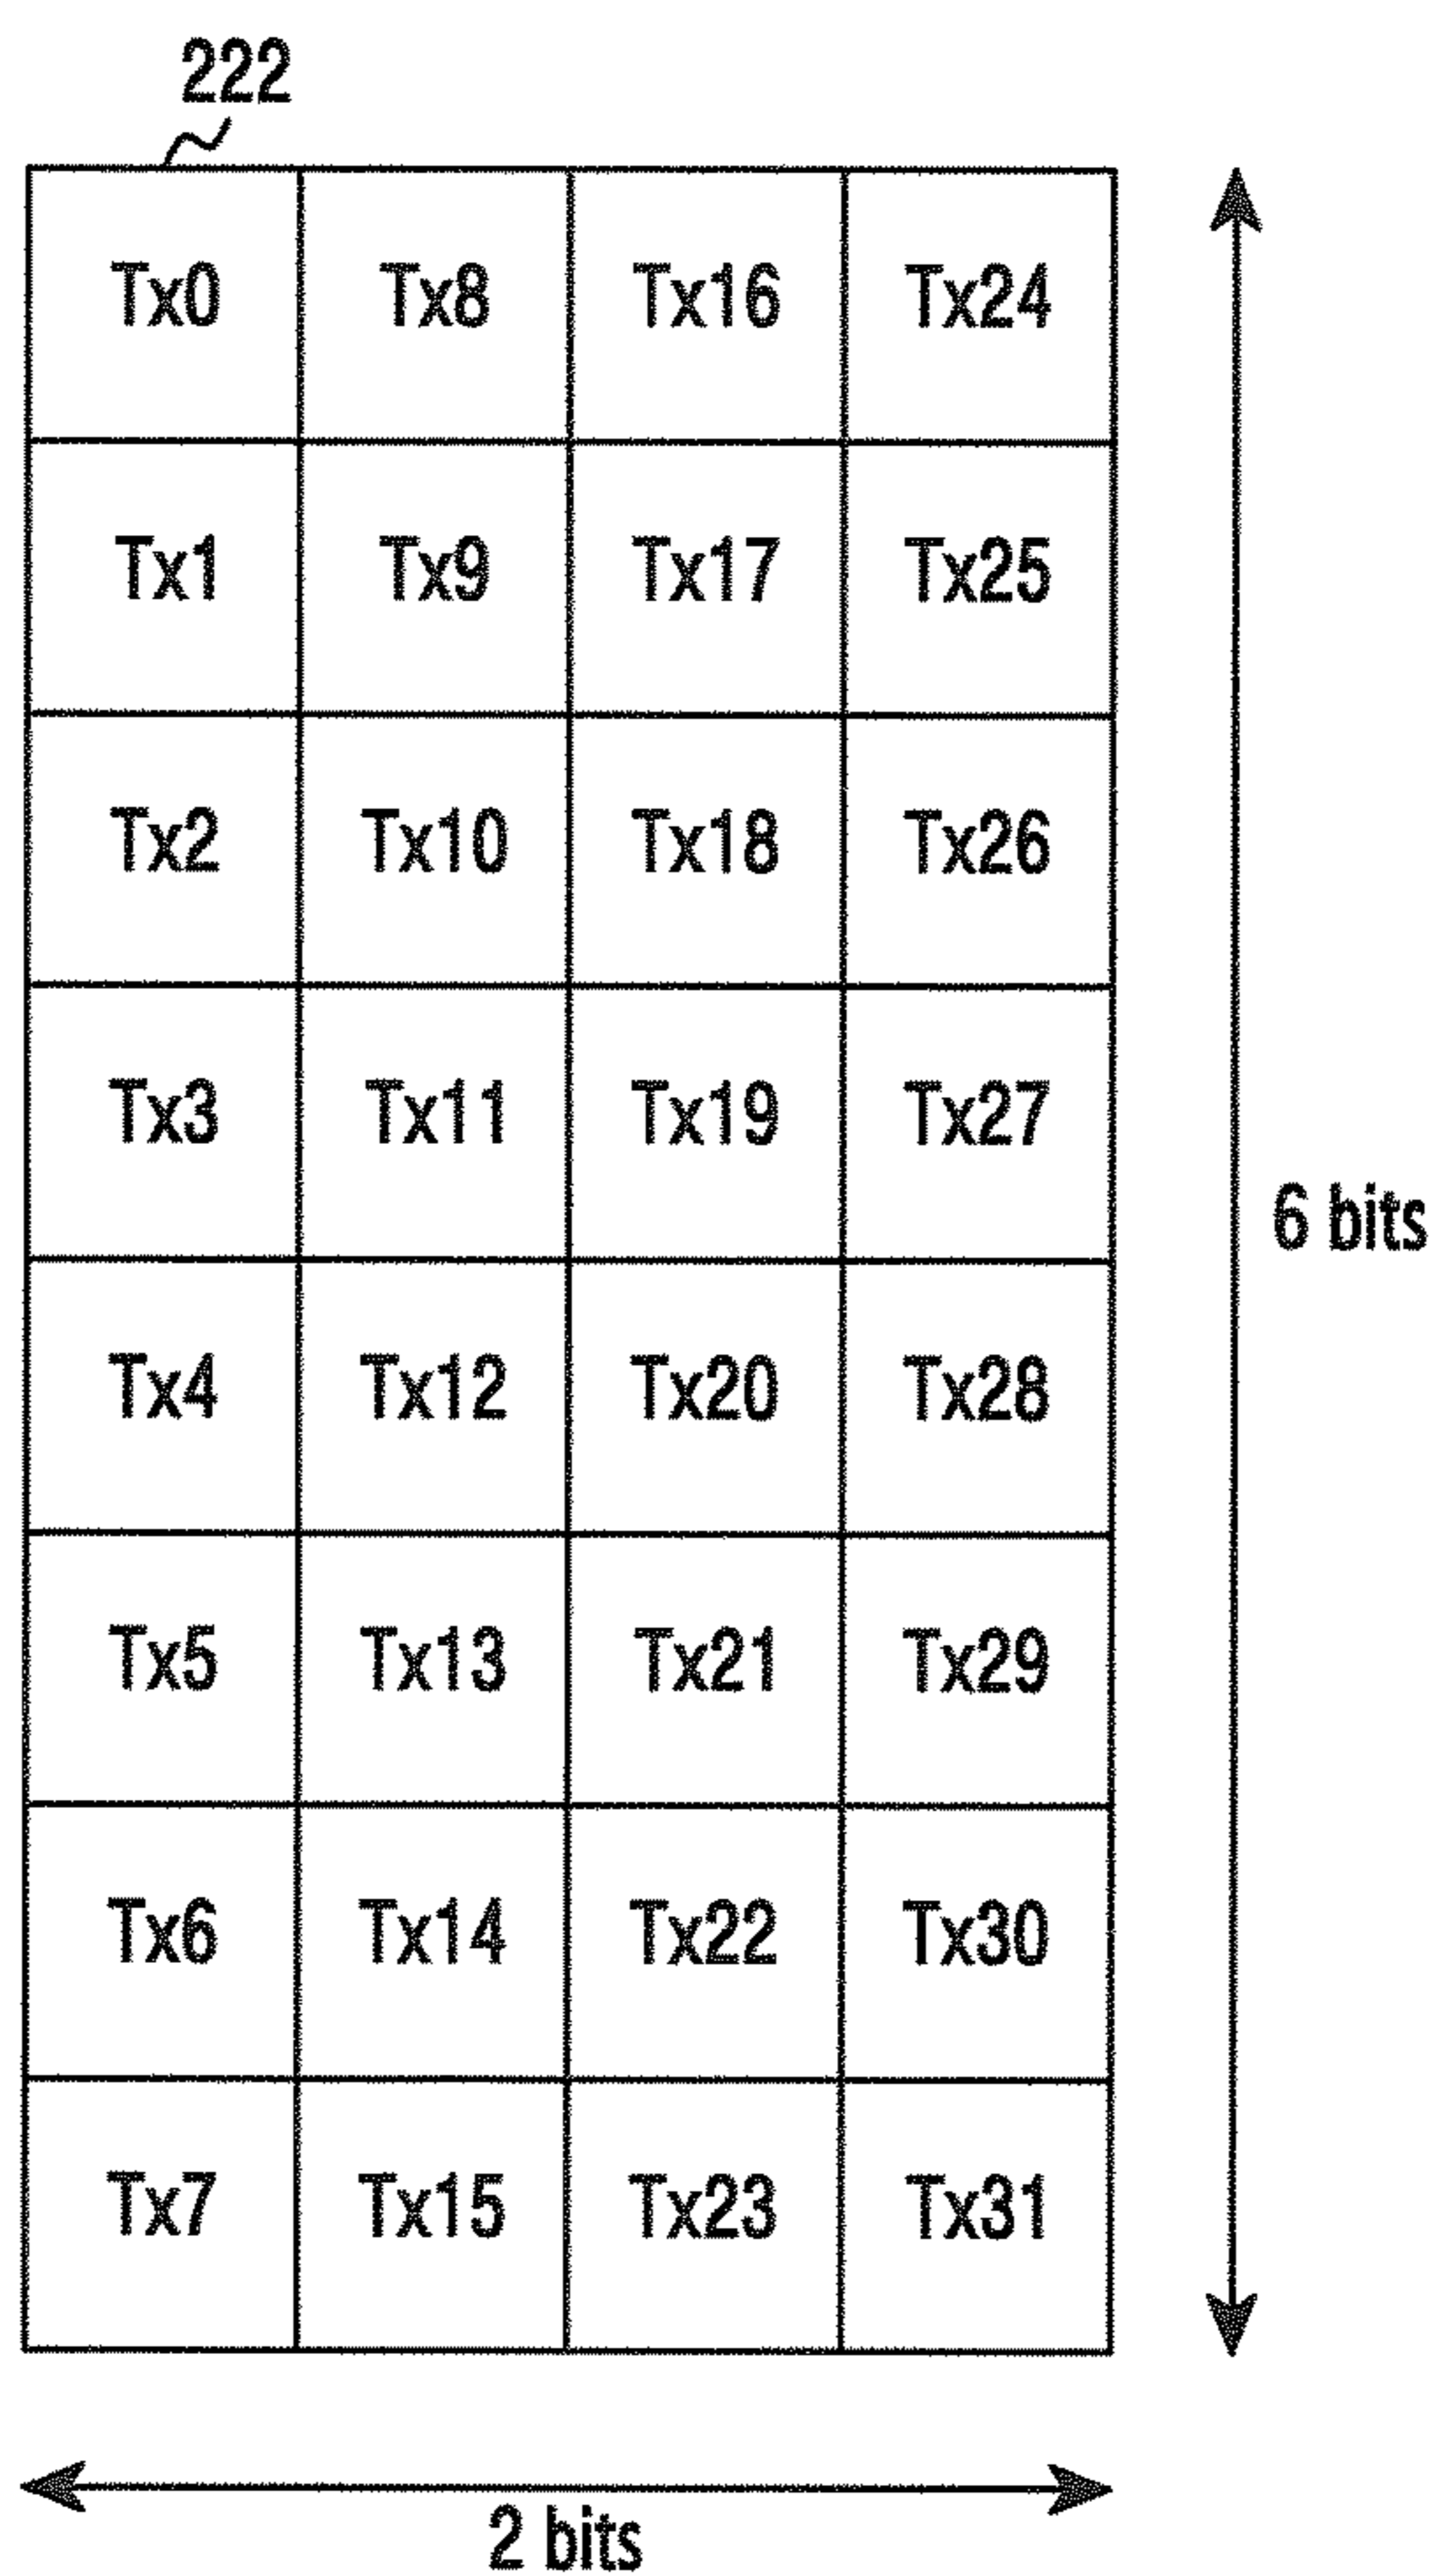 222
Tx0 Tx8 Tx16 Tx24
Tx1 Tx9 Tx17 Tx25
Tx2 Tx10 Tx18 Tx26
Tx3 Tx11 Tx19 Tx27
6 bits
Tx4 Tx12 Tx20 Tx28
Tx5 Tx13 Tx21 Tx29
Tx6 Tx14 Tx22 Tx30
Tx7 Tx15 Tx23 Tx31
2 bits